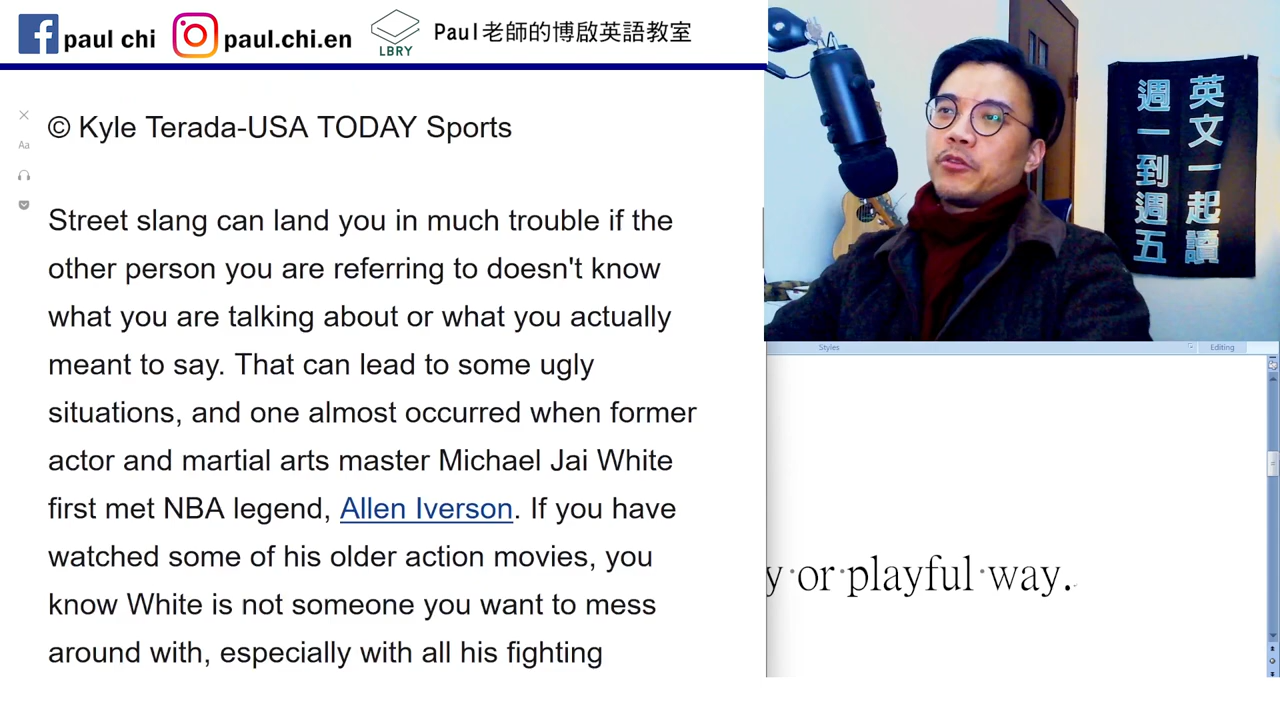 paul chi
paul.chi.en
LBRY
Paul老師的博啟英語教室
© Kyle Terada-USA TODAY Sports
Aa
Street slang can land you in much trouble if the
other person you are referring to doesn't know
what you are talking about or what you actually
meant to say. That can lead to some ugly
situations, and one almost occurred when former
actor and martial arts master Michael Jai White
first met NBA legend, Allen Iverson. If you have
watched some of his older action movies, you
know White is not someone you want to mess
around with, especially with all his fighting
英文一起讀
週一到週五
Styles
Editing
y or playful way.